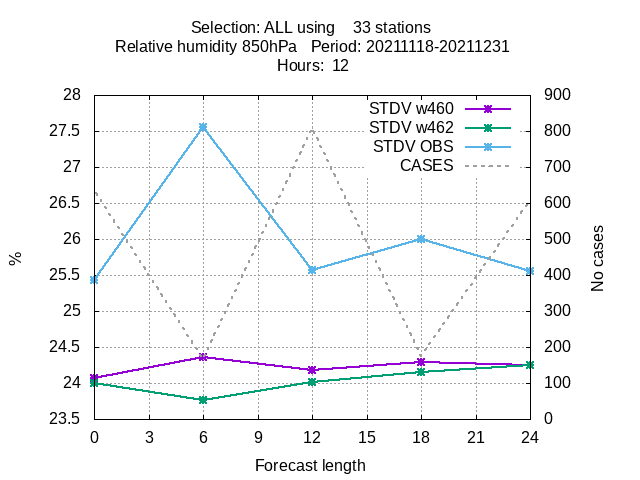 Selection: ALL using    33 stations
Relative humidity 850hPa   Period: 20211118-20211231
Hours:  12
28 900
STDV w460
27.5 800
STDV w462
STDV OBS
27 700
CASES
26.5 600
26 500
% No cases
25.5 400
25 300
24.5 200
24 100
23.5 0
0 3 6 9 12 15 18 21 24
Forecast length